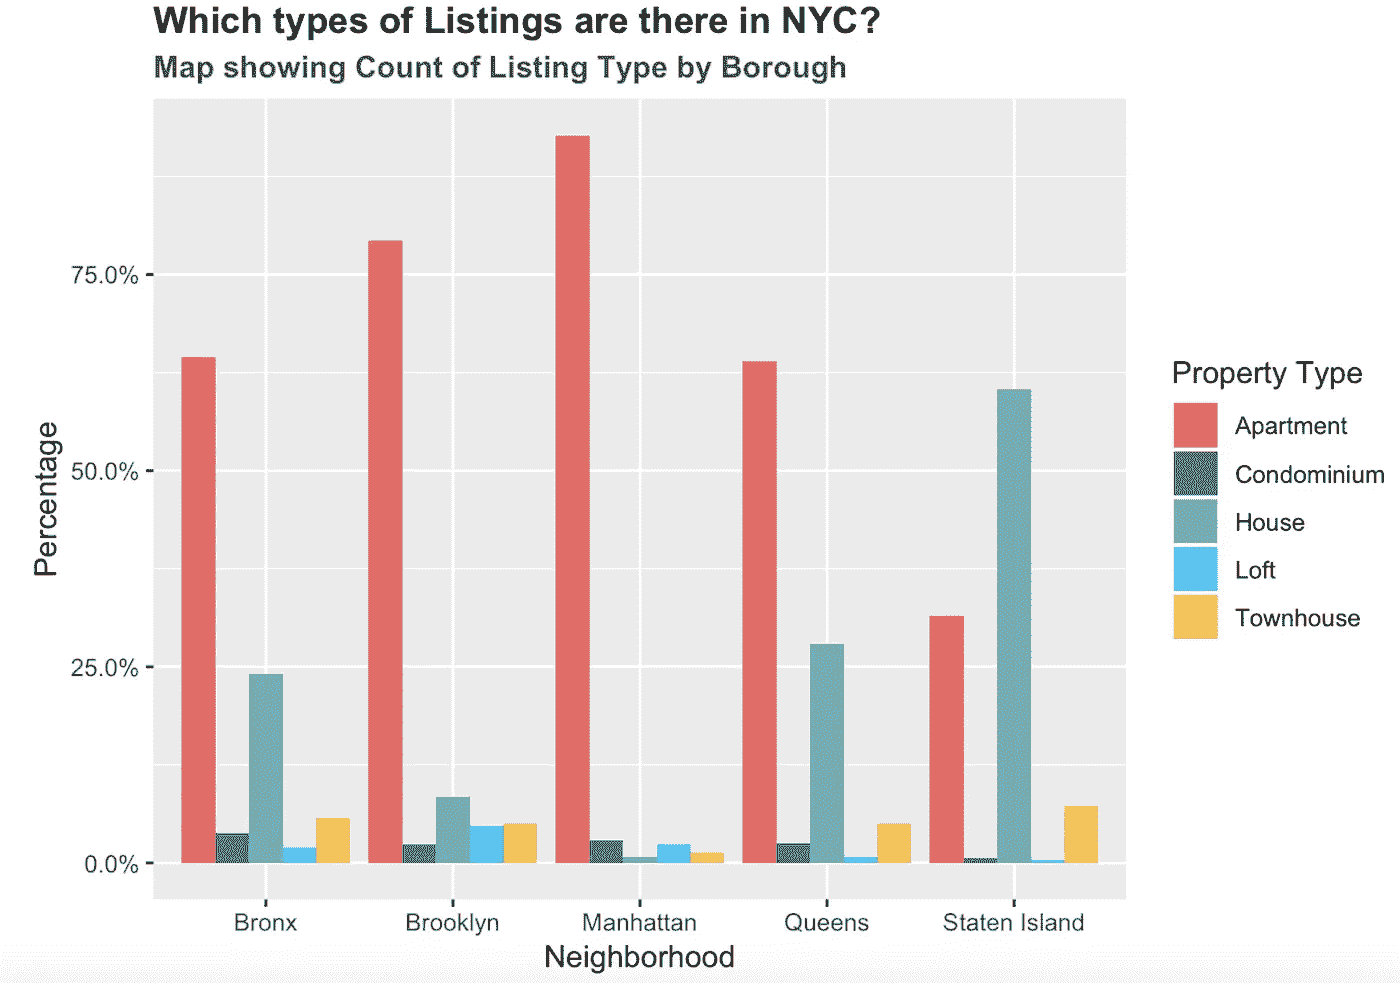 Which types of Listings are there in NYC?
Map showing Count of Listing Type by Borough
75.0%
50.0%
25.0%
0.0%
Percentage
Bronx
Brooklyn
Manhattan
Queens
Staten Island
Neighborhood
Property Type
Apartment
Condominium
House
Loft
Townhouse